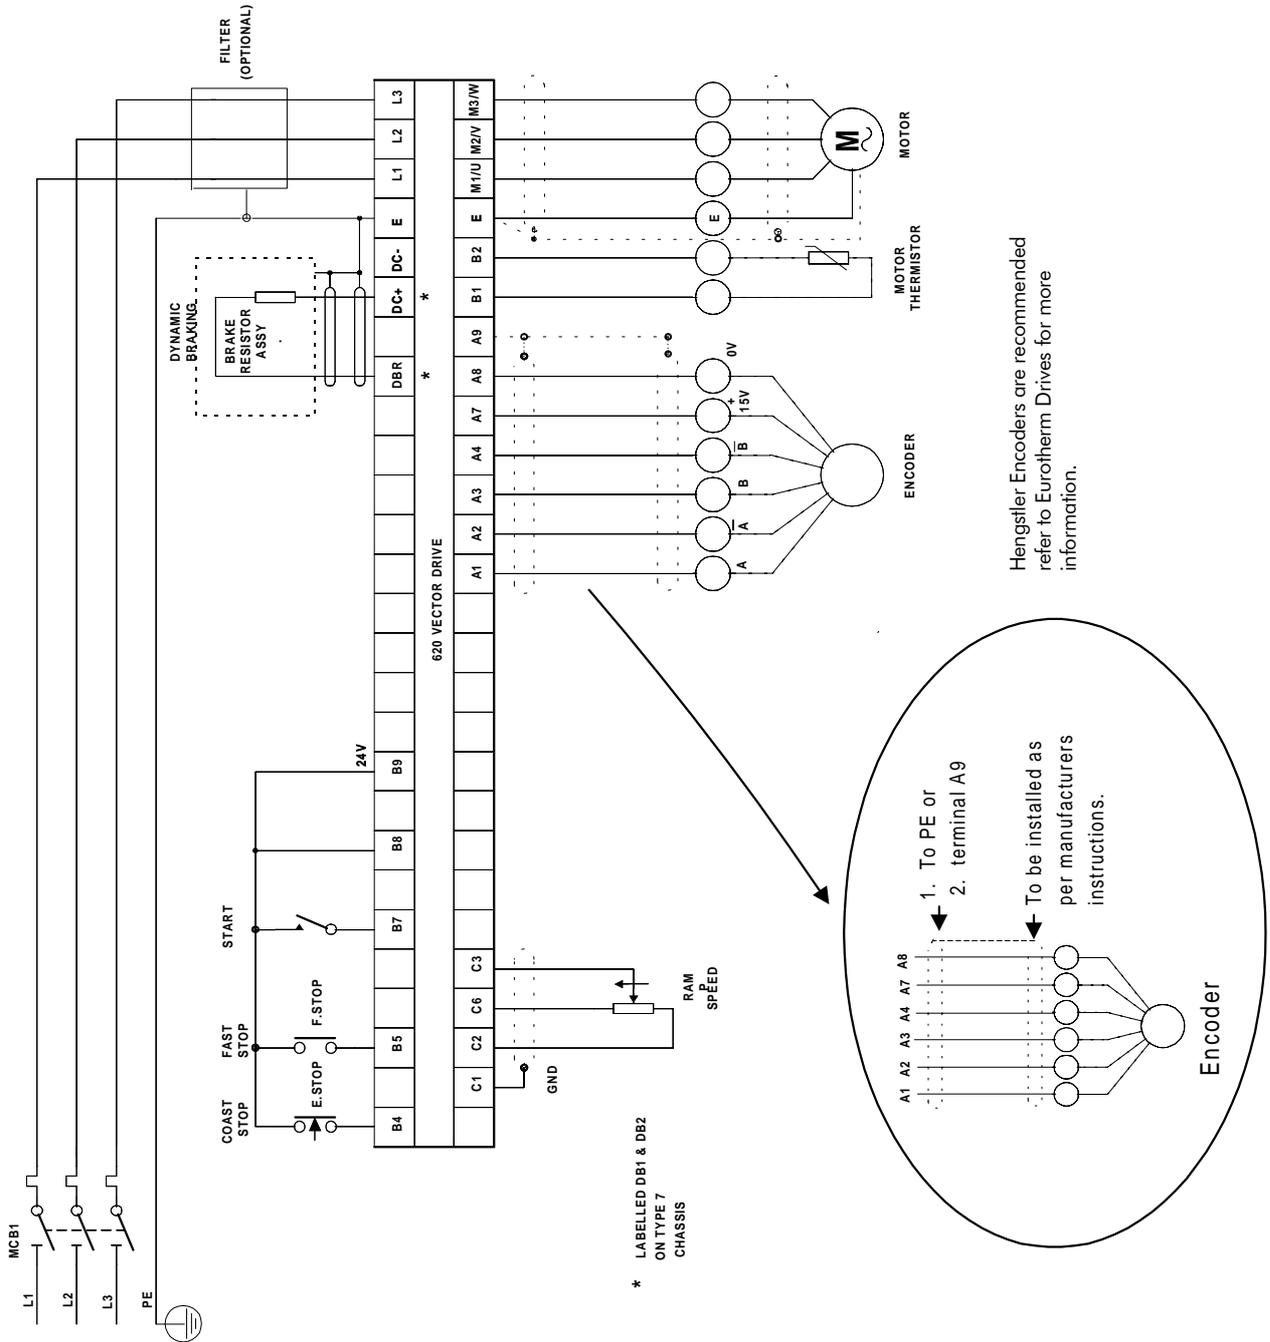 MCB1
L1
L2
L3
PE
FILTER
(OPTIONAL)
DYNAMIC
BRAKING
BRAKE
RESISTOR
ASSY
COAST
STOP
E.STOP
FAST
STOP
F.STOP
START
24V
B4
B5
B7
B8
B9
DBR
DC+
DC-
E
L1
L2
L3
*
*
620 VECTOR DRIVE
C1
C2
C6
C3
A1
A2
A3
A4
A7
A8
A9
B1
B2
E
M1/U
M2/V
M3/W
GND
RAM
P
SPEED
A
A
B
B
+
15V
0V
E
ENCODER
MOTOR
THERMISTOR
M
MOTOR
* LABELLED DB1 & DB2
ON TYPE 7
CHASSIS
Hengstler Encoders are recommended
refer to Eurotherm Drives for more
information.
A1
A2
A3
A4
A7
A8
1. To PE or
2. terminal A9
To be installed as
per manufacturers
instructions.
Encoder